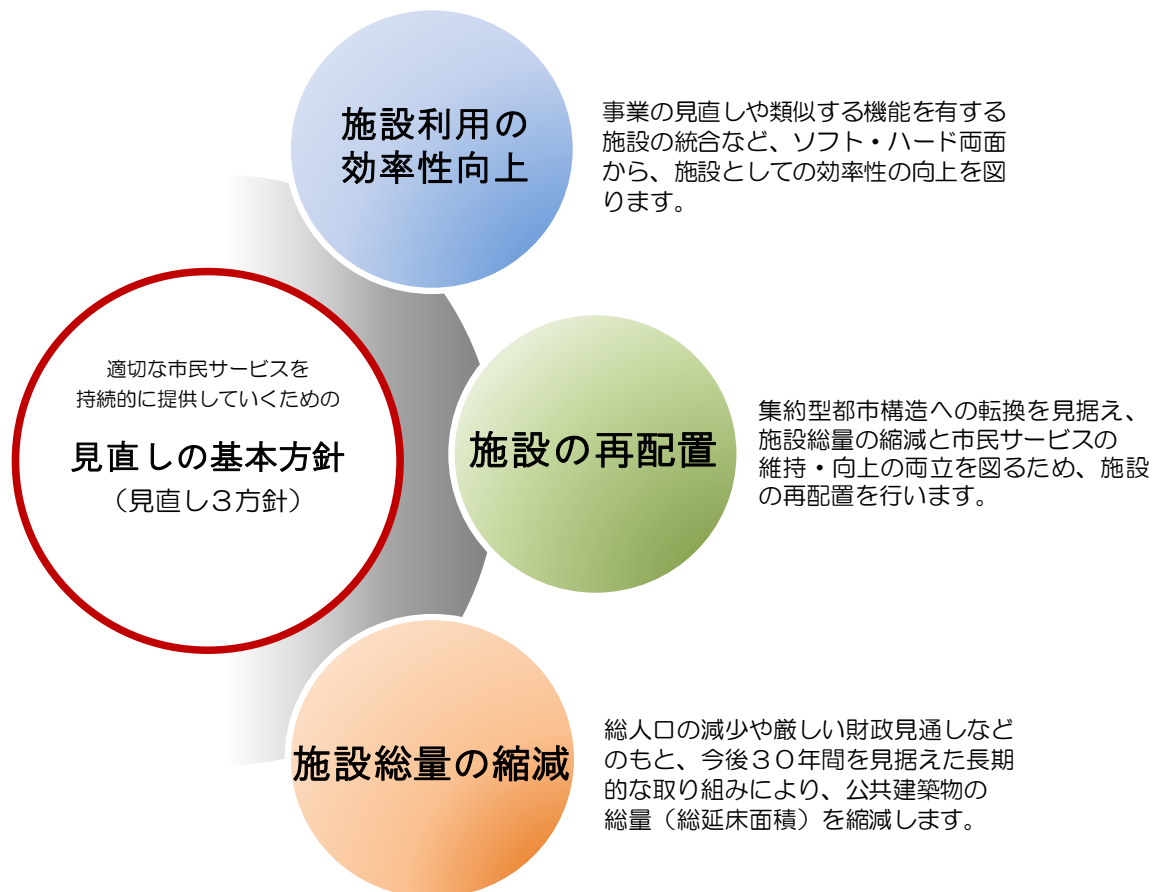 施設利用の
効率性向上
事業の見直しや類似する機能を有する
施設の統合など、ソフト・ハード両面
から、施設としての効率性の向上を図
ります。
適切な市民サービスを
持続的に提供していくための
見直しの基本方針
（見直し３方針）
施設の再配置
集約型都市構造への転換を見据え、
施設総量の縮減と市民サービスの
維持・向上の両立を図るため、施設
の再配置を行います。
施設総量の縮減
総人口の減少や厳しい財政見通しなど
のもと、今後３０年間を見据えた長期
的な取り組みにより、公共建築物の
総量（総延床面積）を縮減します。